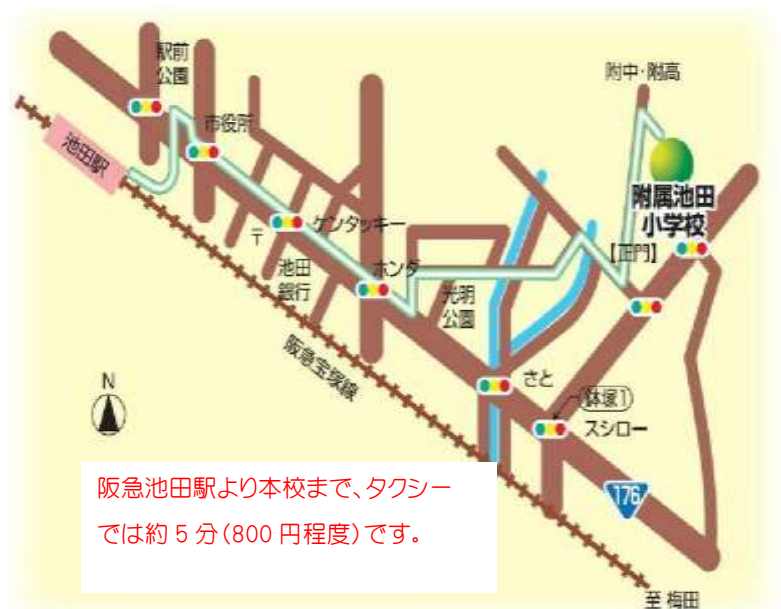 駅前
公園
附中・附高
市役所
池田駅
附属池田
小学校
ケンタッキー
〒
【正門】
池田
銀行
ホンダ
光明
公園
阪急宝塚線
さと
N
鉢塚1
スシロー
阪急池田駅より本校まで、タクシー
では約5分(800円程度)です。
176
至 梅田